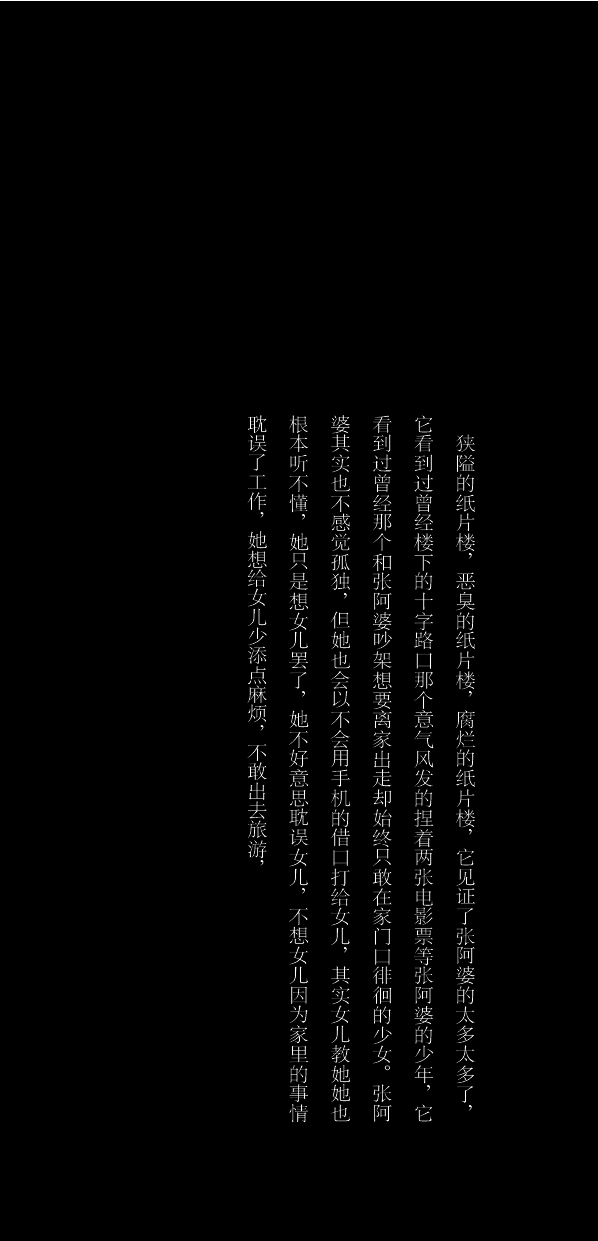 狭隘的纸片楼，恶臭的纸片楼，腐烂的纸片楼，它见证了张阿婆的太多太多了，
它看到过曾经楼下的十字路口那个意气风发的捏着两张电影票等张阿婆的少年，它
看到过曾经那个和张阿婆吵架想要离家出走却始终只敢在家门口徘徊的少女。张阿
婆其实也不感觉孤独，但她也会以不会用手机的借口打给女儿，其实女儿教她她也
根本听不懂，她只是想女儿罢了，她不好意思耽误女儿，不想女儿因为家里的事情
耽误了工作，她想给女儿少添点麻烦，不敢出去旅游，